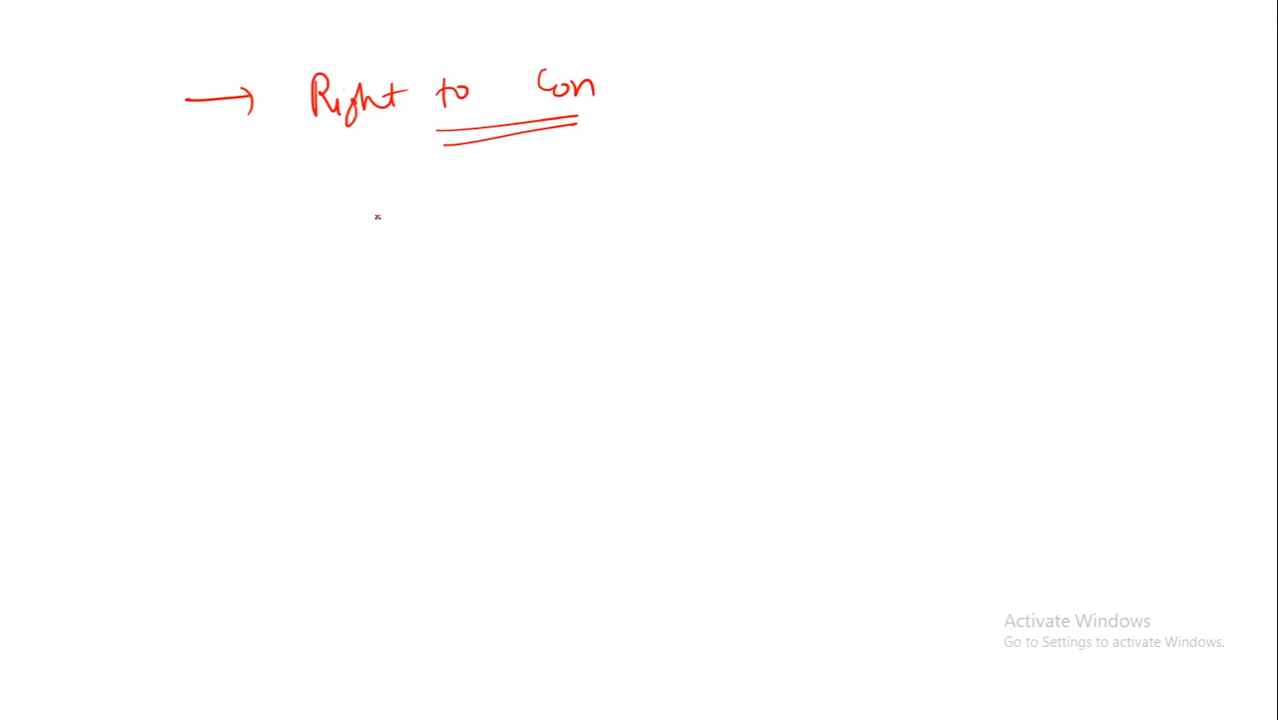 → Right to Con
Activate Windows
Go to Settings to activate Windows.